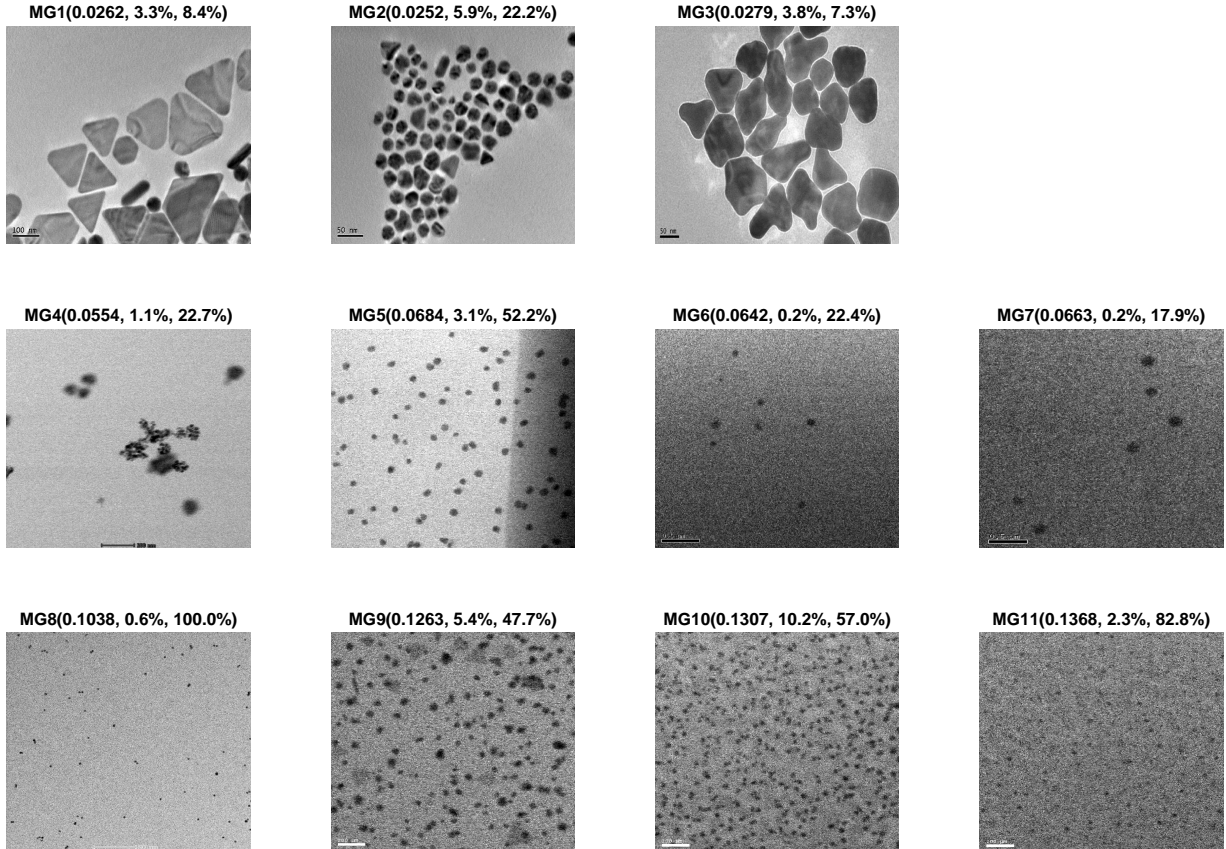 MG1(0.0262, 3.3%, 8.4%)
MG2(0.0252, 5.9%, 22.2%)
MG3(0.0279, 3.8%, 7.3%)
100 nm
50 nm
50 nm
MG4(0.0554, 1.1%, 22.7%)
MG5(0.0684, 3.1%, 52.2%)
MG6(0.0642, 0.2%, 22.4%)
MG7(0.0663, 0.2%, 17.9%)
MG8(0.1038, 0.6%, 100.0%)
MG9(0.1263, 5.4%, 47.7%)
MG10(0.1307, 10.2%, 57.0%)
MG11(0.1368, 2.3%, 82.8%)